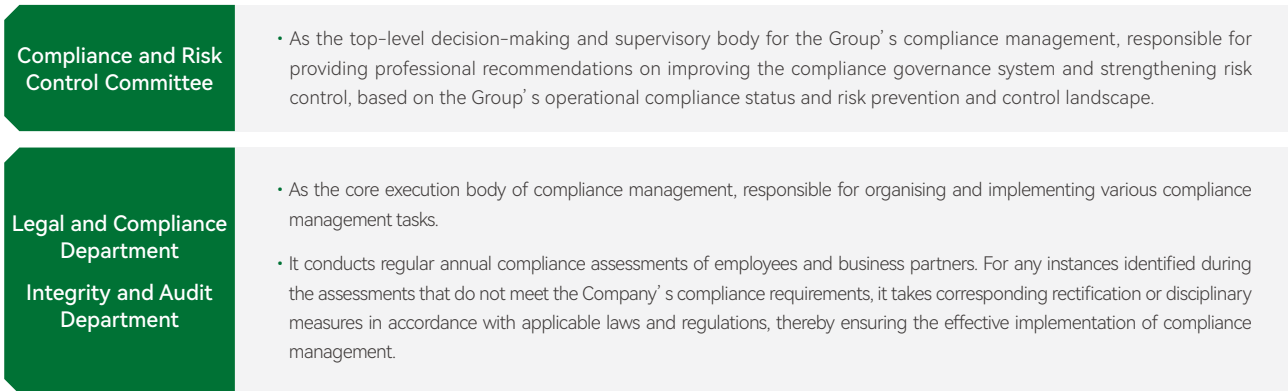 Compliance and Risk
Control Committee
• As the top-level decision-making and supervisory body for the Group's compliance management, responsible for
providing professional recommendations on improving the compliance governance system and strengthening risk
control, based on the Group's operational compliance status and risk prevention and control landscape.
Legal and Compliance
Department
Integrity and Audit
Department
• As the core execution body of compliance management, responsible for organising and implementing various compliance
management tasks.
• It conducts regular annual compliance assessments of employees and business partners. For any instances identified during
the assessments that do not meet the Company's compliance requirements, it takes corresponding rectification or disciplinary
measures in accordance with applicable laws and regulations, thereby ensuring the effective implementation of compliance
management.